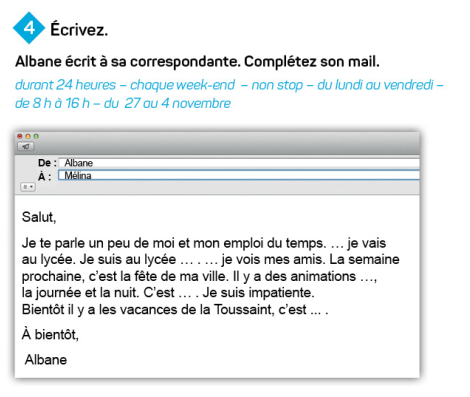 4 Écrivez.
Albane écrit à sa correspondante. Complétez son mail.
durant 24 heures – chaque week-end – non stop – du lundi au vendredi –
de 8 h à 16 h – du 27 au 4 novembre
De : Albane
À : Mélina
Salut,
Je te parle un peu de moi et mon emploi du temps. … je vais
au lycée. Je suis au lycée … . … je vois mes amis. La semaine
prochaine, c'est la fête de ma ville. Il y a des animations …,
la journée et la nuit. C'est … . Je suis impatiente.
Bientôt il y a les vacances de la Toussaint, c'est ... .
À bientôt,
Albane